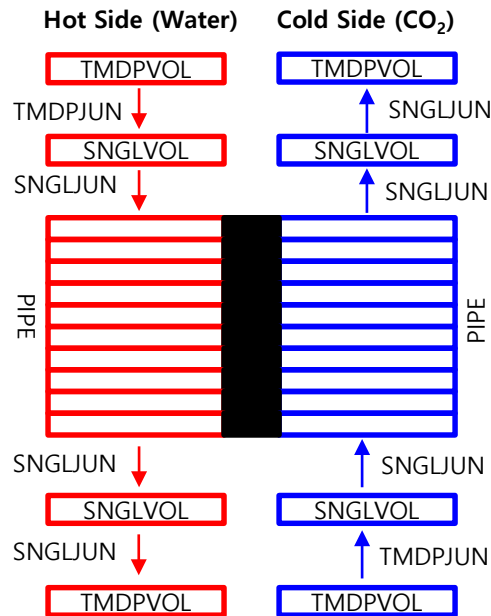 Hot Side (Water)
Cold Side (CO₂)
TMDPVOL
TMDPVOL
TMDPJUN
SNGLJUN
SNGLVOL
SNGLVOL
SNGLJUN
SNGLJUN
PIPE
PIPE
SNGLJUN
SNGLJUN
SNGLVOL
SNGLVOL
SNGLJUN
TMDPJUN
TMDPVOL
TMDPVOL